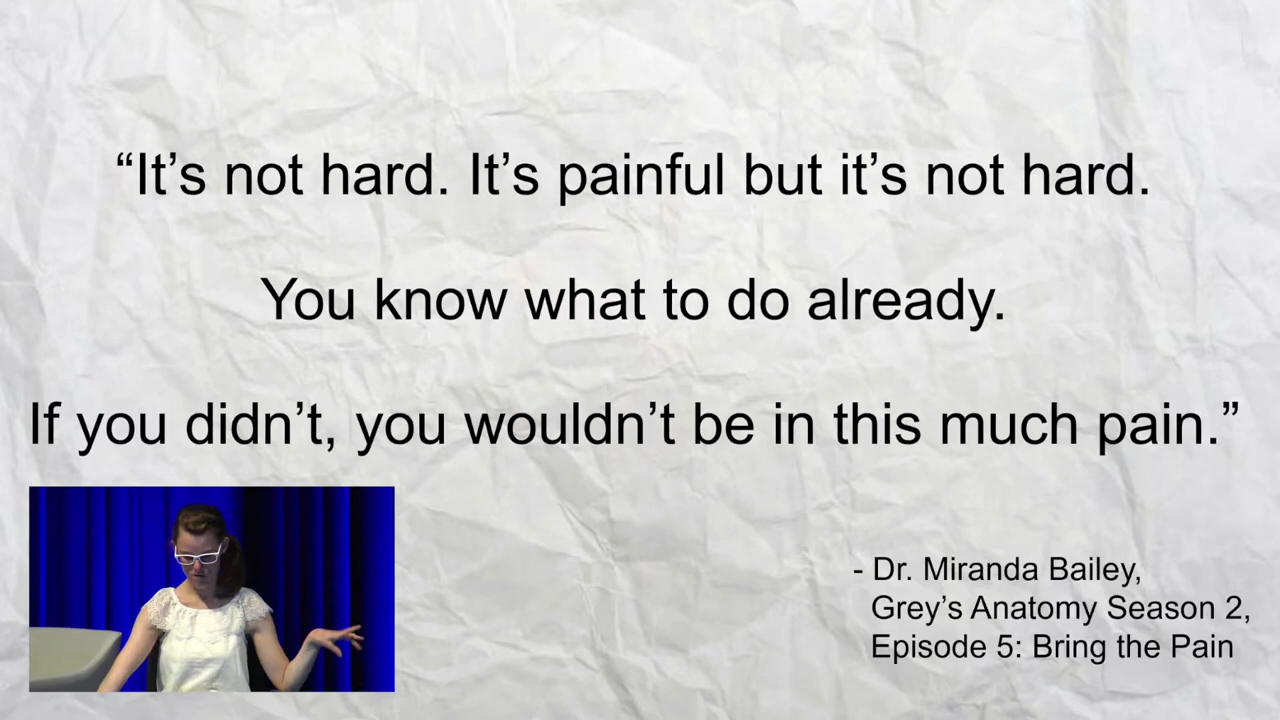 “It’s not hard. It’s painful but it’s not hard.
You know what to do already.
If you didn’t, you wouldn’t be in this much pain.”
- Dr. Miranda Bailey,
Grey’s Anatomy Season 2,
Episode 5: Bring the Pain